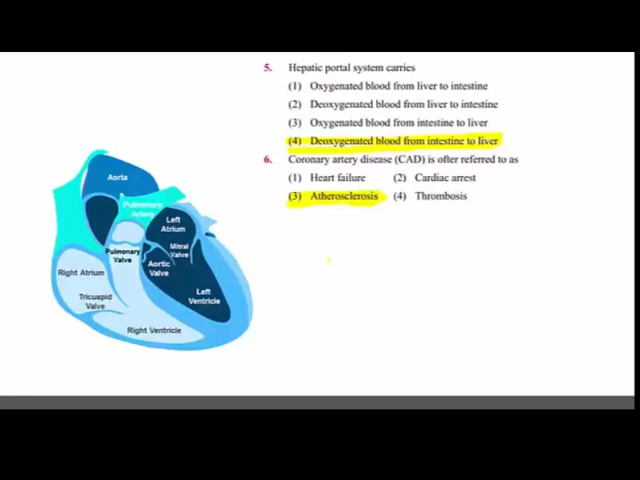 5. Hepatic portal system carries
(1) Oxygenated blood from liver to intestine
(2) Deoxygenated blood from liver to intestine
(3) Oxygenated blood from intestine to liver
(4) Deoxygenated blood from intestine to liver
6. Coronary artery disease (CAD) is ofter referred to as
(1) Heart failure (2) Cardiac arrest
(3) Atherosclerosis (4) Thrombosis
Aorta
Pulmonary
Artery
Left
Atrium
Mitral
Valve
Pulmonary
Valve
Aortic
Valve
Right Atrium
Left
Ventricle
Tricuspid
Valve
Right Ventricle